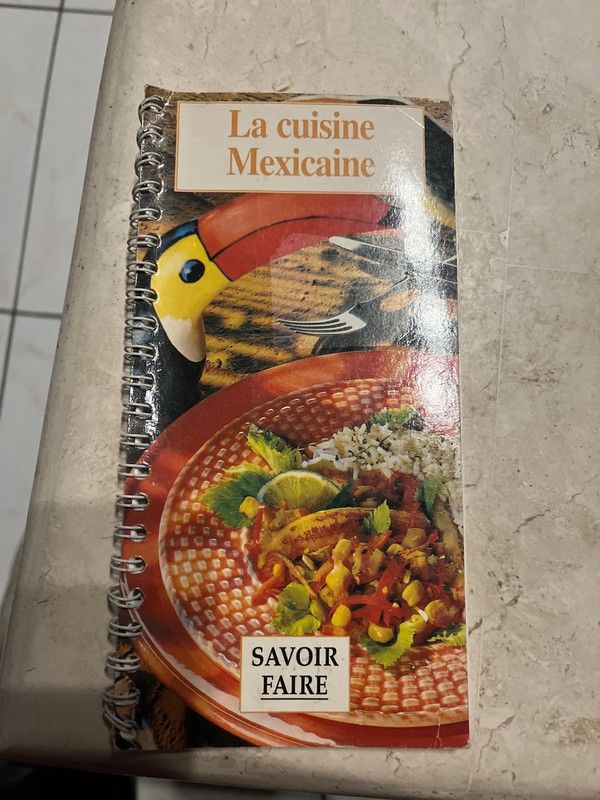 La cuisine
Mexicaine
SAVOIR
FAIRE